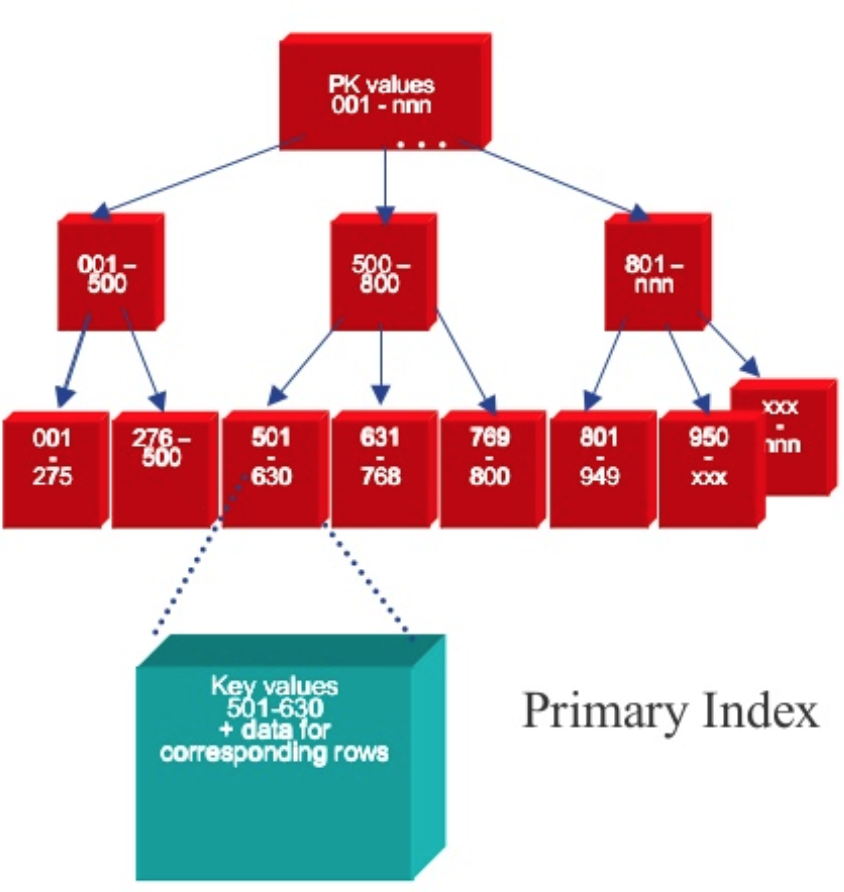 PK values
001 - nnn
...
001 –
500
500 –
800
801 –
nnn
001
-
275
276 –
500
501
-
630
631
-
768
769
-
800
801
-
949
950
-
xxx
xxx
-
nnn
Key values
501-630
+ data for
corresponding rows
Primary Index